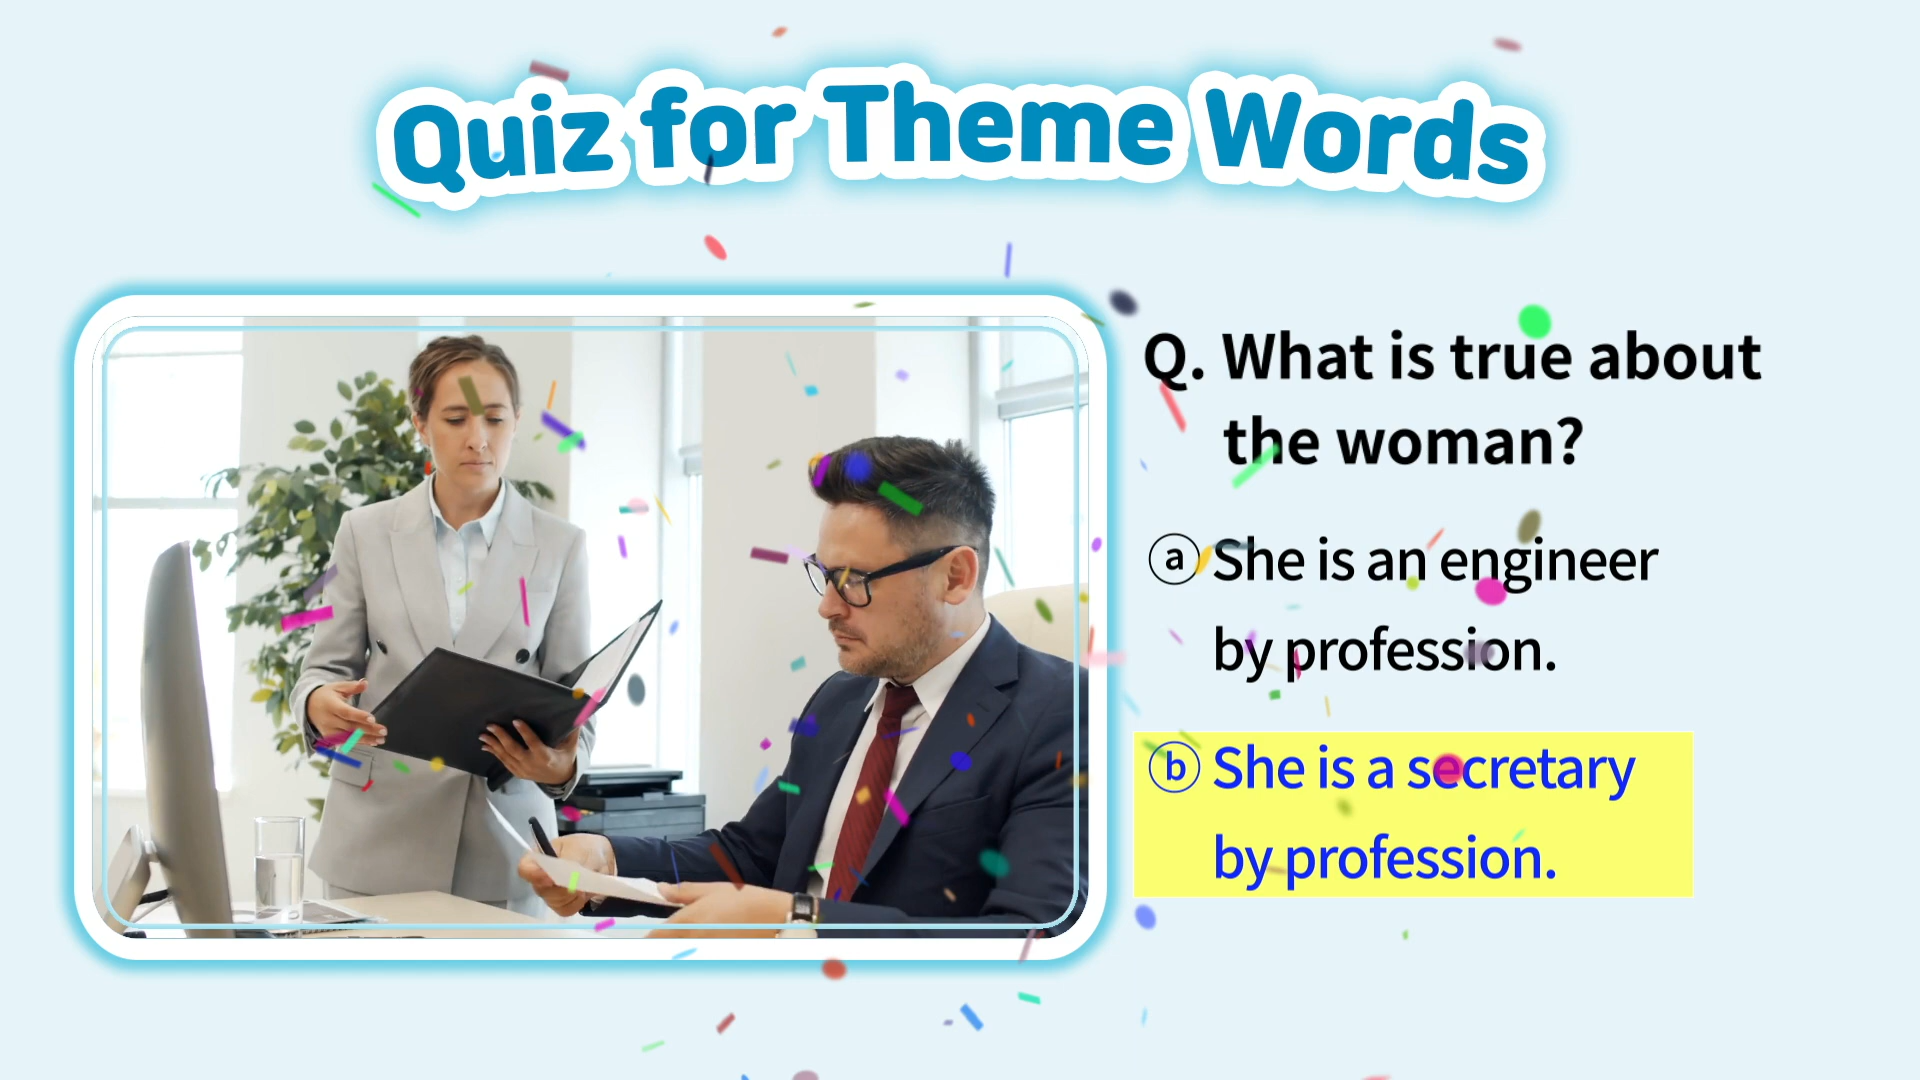 Quiz for Theme Words
Q. What is true about
the woman?
ⓐ She is an engineer
by profession.
ⓑ She is a secretary
by profession.